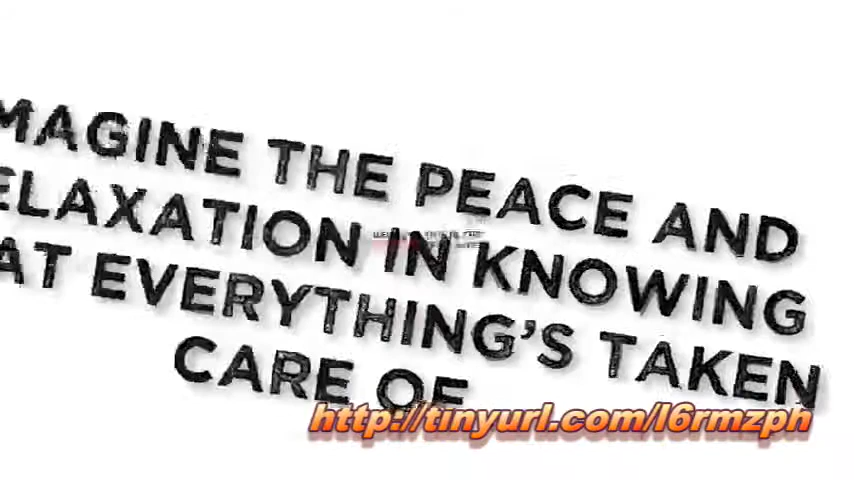 MAGINE THE PEACE AND
ELAXATION IN KNOWING
AT EVERYTHING'S TAKEN
CARE OF
http://tinyurl.com/l6rmzph